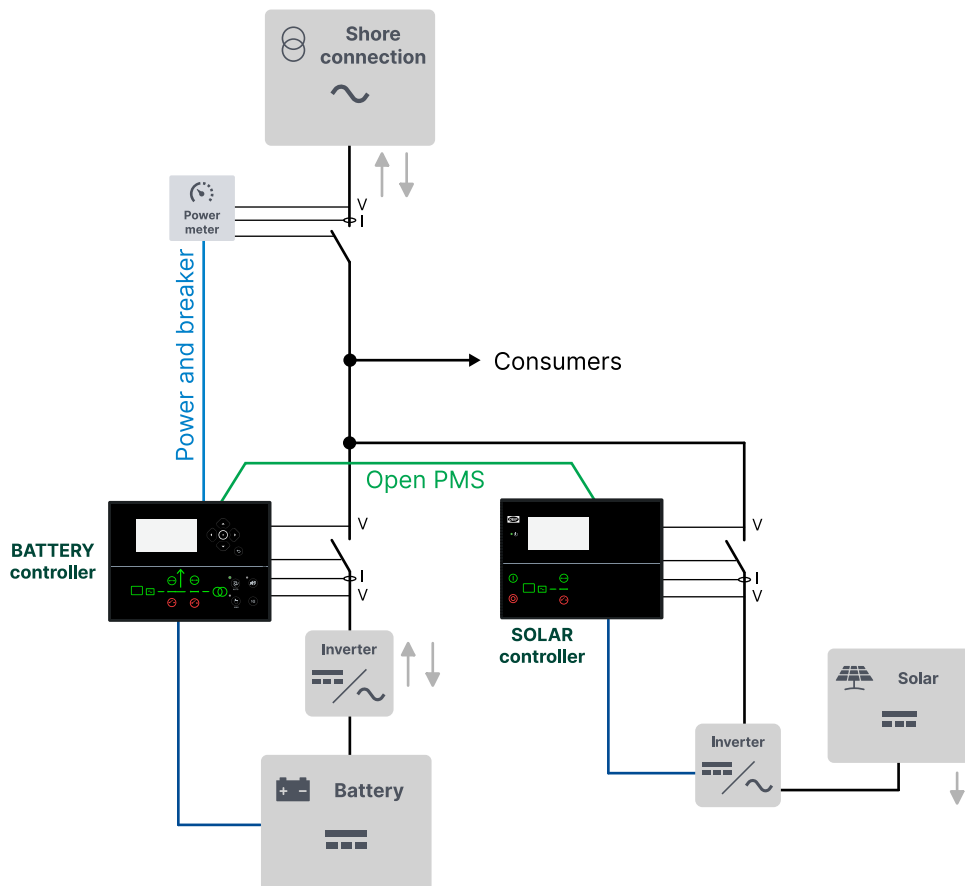 Shore
connection
Power
meter
V
I
Power and breaker
Consumers
Open PMS
BATTERY
controller
V
I
V
V
I
V
SOLAR
controller
Inverter
Solar
Inverter
Battery